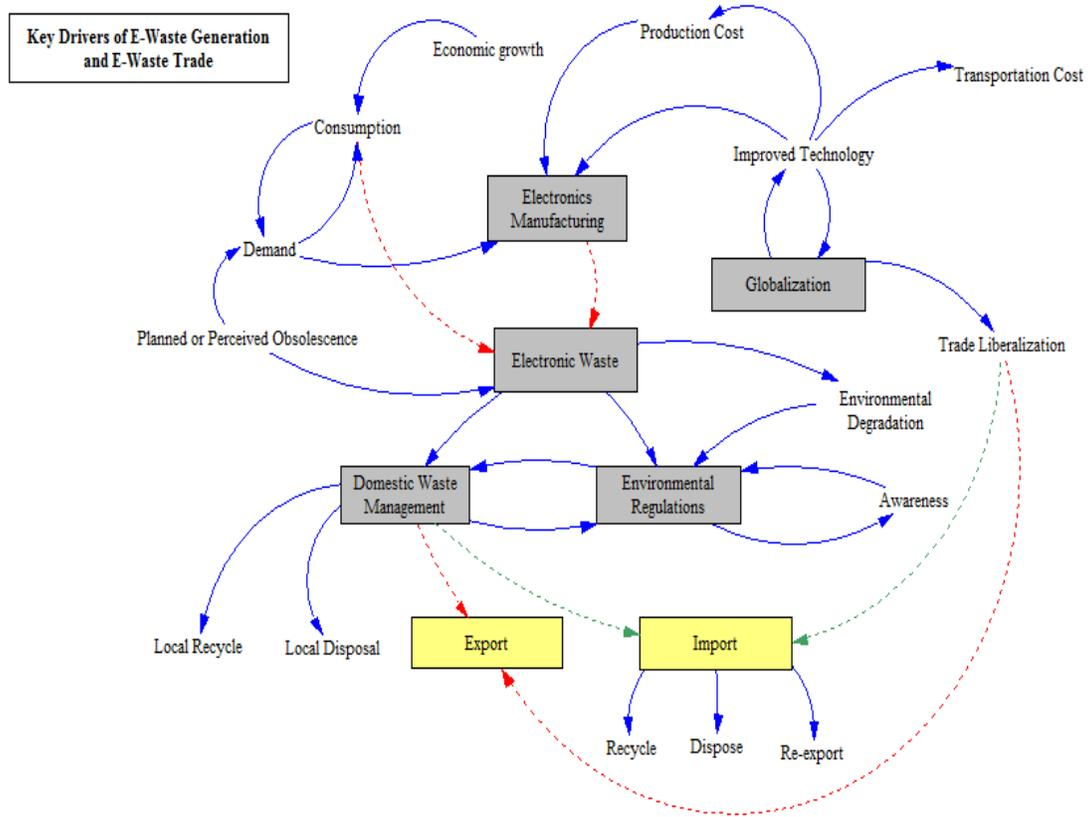 Key Drivers of E-Waste Generation
and E-Waste Trade
Economic growth
Production Cost
Transportation Cost
Consumption
Improved Technology
Electronics
Manufacturing
Demand
Globalization
Planned or Perceived Obsolescence
Trade Liberalization
Electronic Waste
Environmental
Degradation
Domestic Waste
Management
Environmental
Regulations
Awareness
Local Recycle
Local Disposal
Export
Import
Recycle
Dispose
Re-export